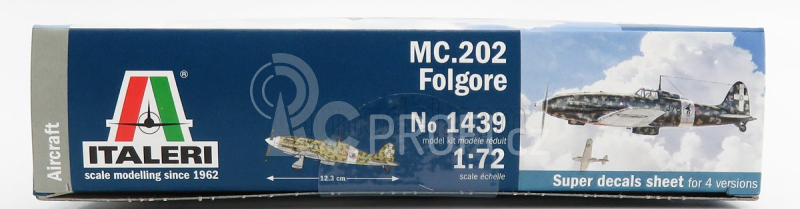 Aircraft
®
ITALERI
scale modelling since 1962
12.3 cm
MC.202
Folgore
No 1439
model kit modèle réduit
1:72
scale échelle
Super decals sheet for 4 versions